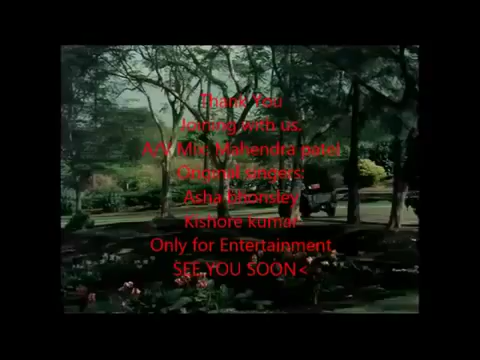 Thank You
Joining with us.
A/V Mix: Mahendra patel
Original singers:
Asha bhonsley
Kishore kumar
Only for Entertainment
SEE YOU SOON<